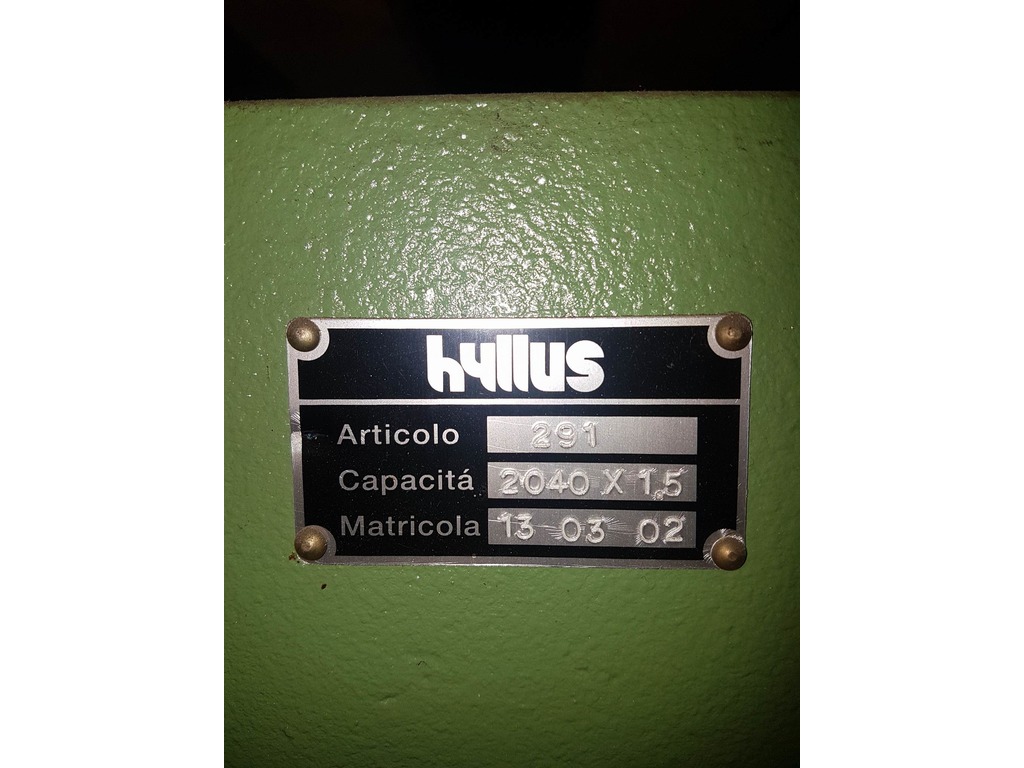 hyllus
Articolo 291
Capacitá 2040 X 1,5
Matricola 13 03 02